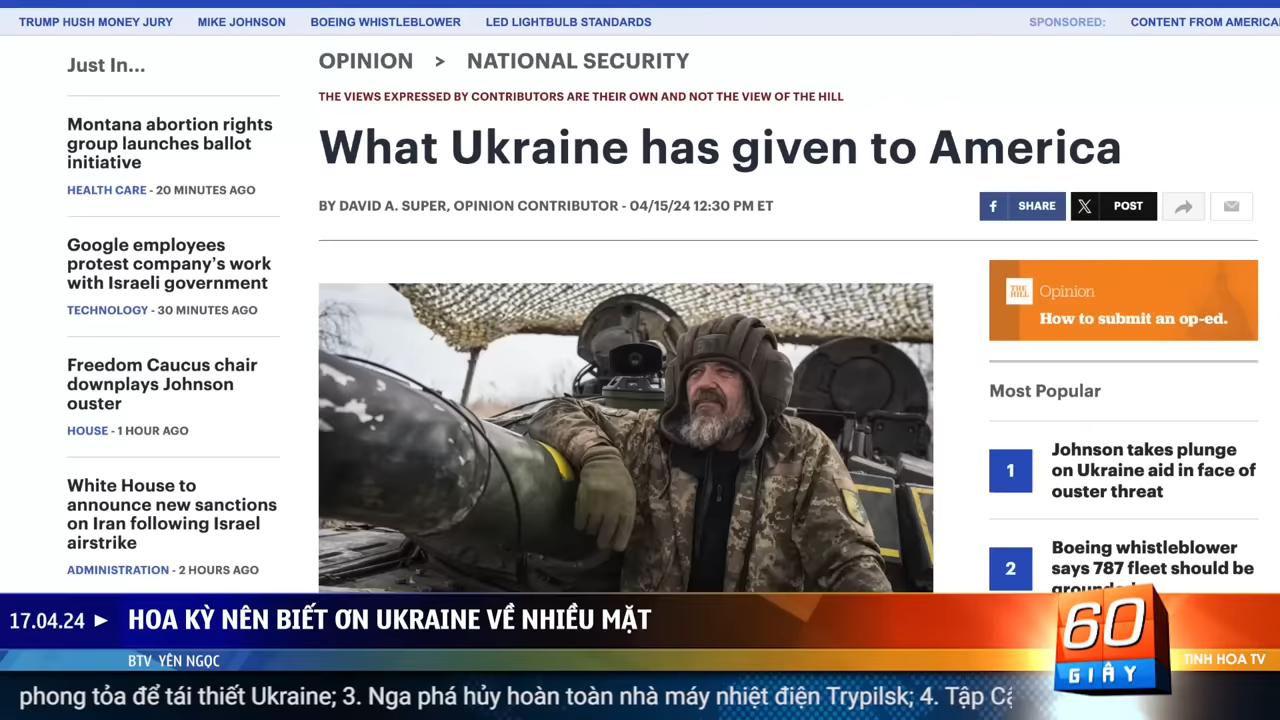 TRUMP HUSH MONEY JURY MIKE JOHNSON BOEING WHISTLEBLOWER LED LIGHTBULB STANDARDS SPONSORED: CONTENT FROM AMERICA
Just In...
Montana abortion rights
group launches ballot
initiative
HEALTH CARE - 20 MINUTES AGO
Google employees
protest company's work
with Israeli government
TECHNOLOGY - 30 MINUTES AGO
Freedom Caucus chair
downplays Johnson
ouster
HOUSE - 1 HOUR AGO
White House to
announce new sanctions
on Iran following Israel
airstrike
ADMINISTRATION - 2 HOURS AGO
OPINION > NATIONAL SECURITY
THE VIEWS EXPRESSED BY CONTRIBUTORS ARE THEIR OWN AND NOT THE VIEW OF THE HILL
What Ukraine has given to America
BY DAVID A. SUPER, OPINION CONTRIBUTOR - 04/15/24 12:30 PM ET
SHARE
POST
THE HILL Opinion
How to submit an op-ed.
Most Popular
1 Johnson takes plunge
on Ukraine aid in face of
ouster threat
2 Boeing whistleblower
says 787 fleet should be
17.04.24 HOA KỲ NÊN BIẾT ƠN UKRAINE VỀ NHIỀU MẶT
BTV YÊN NGỌC
60
GIÂY
TINH HOA TV
phong tỏa để tái thiết Ukraine; 3. Nga phá hủy hoàn toàn nhà máy nhiệt điện Trypilsk; 4. Tập